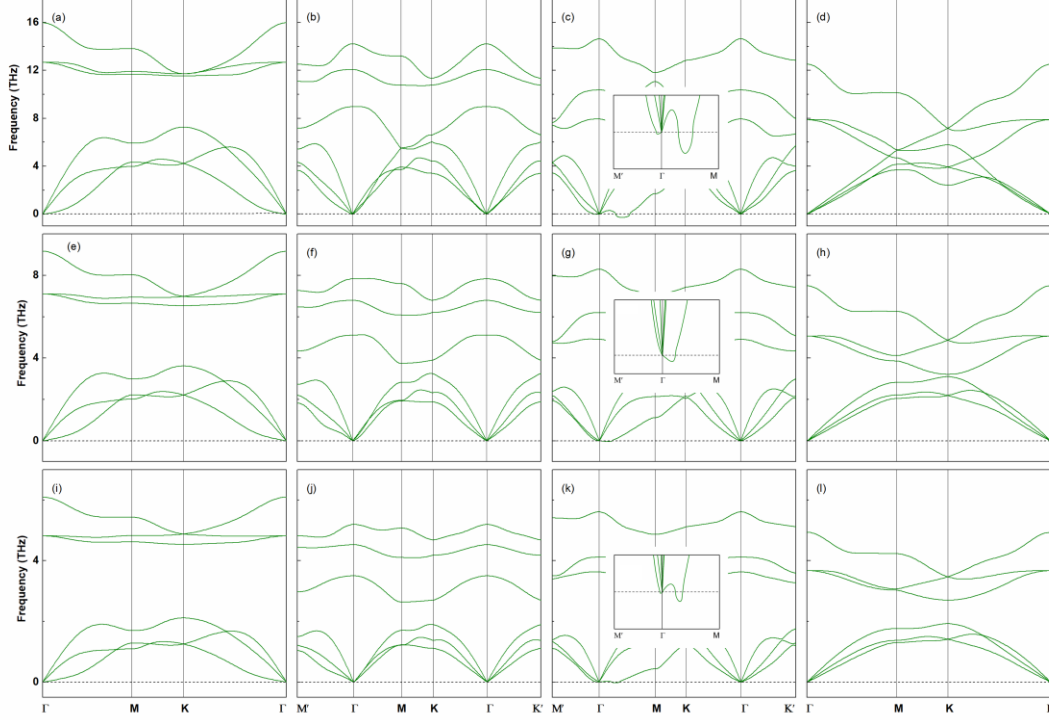 (a) (b) (c) (d)
16
12
8
4
0
Frequency (THz)
M' Γ M
(e) (f) (g) (h)
8
4
0
Frequency (THz)
M' Γ M
(i) (j) (k) (l)
4
0
Frequency (THz)
M' Γ M
Γ M K Γ M' Γ M K Γ K' M' Γ M K Γ K' Γ M K